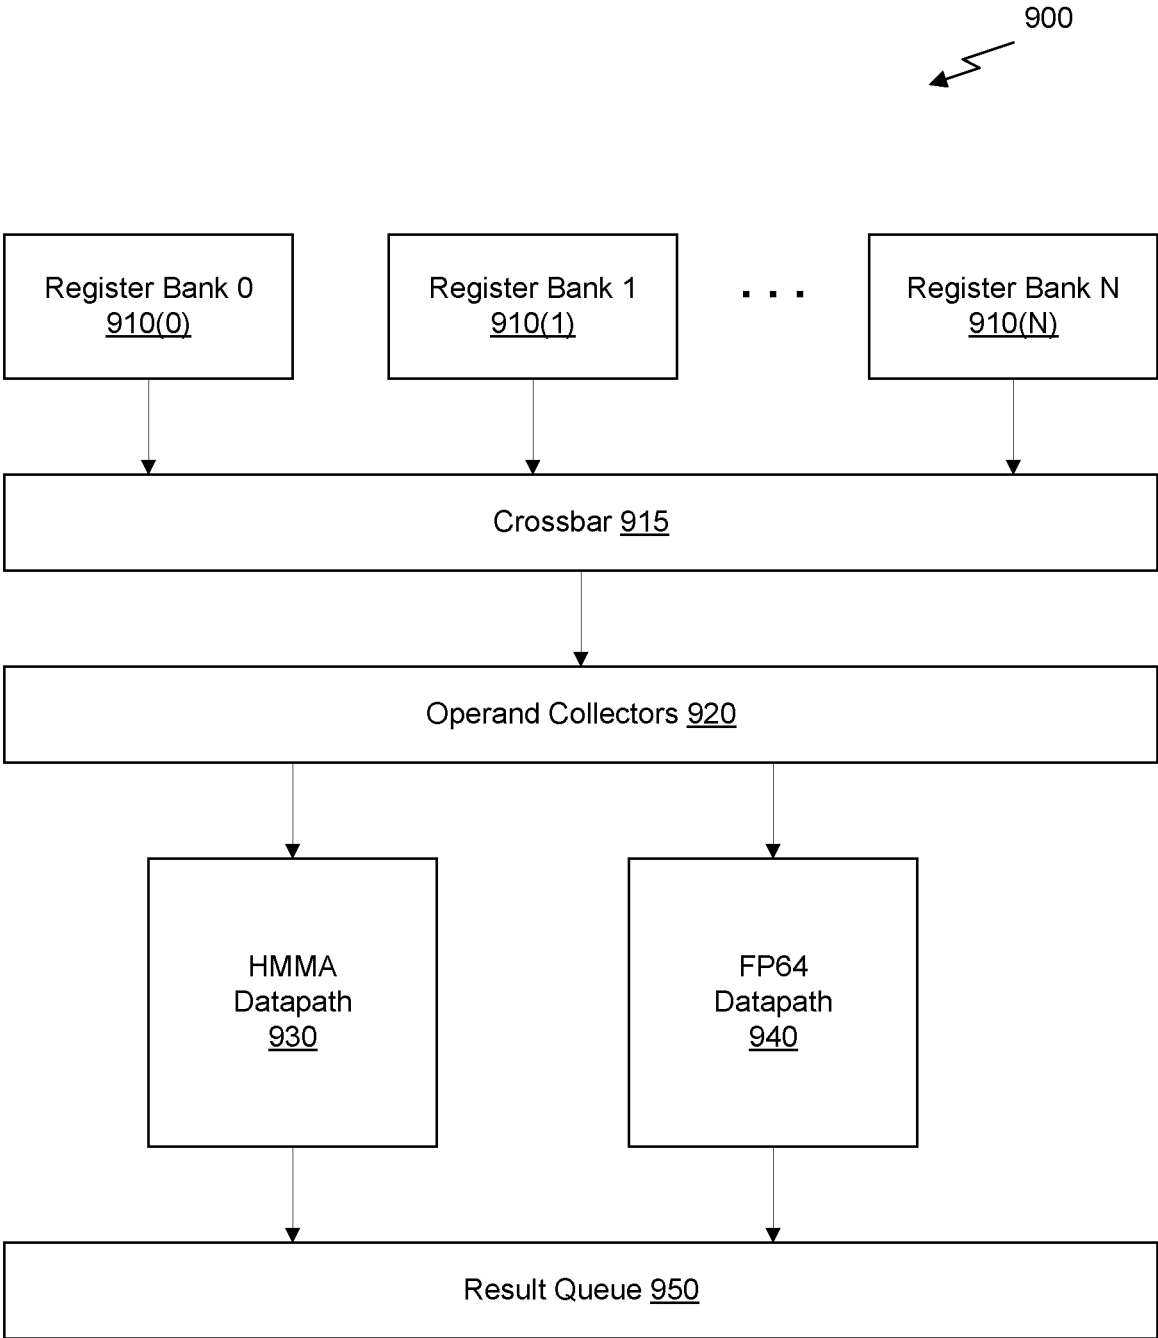 900
Register Bank 0
910(0)
Register Bank 1
910(1)
. . .
Register Bank N
910(N)
Crossbar 915
Operand Collectors 920
HMMA
Datapath
930
FP64
Datapath
940
Result Queue 950